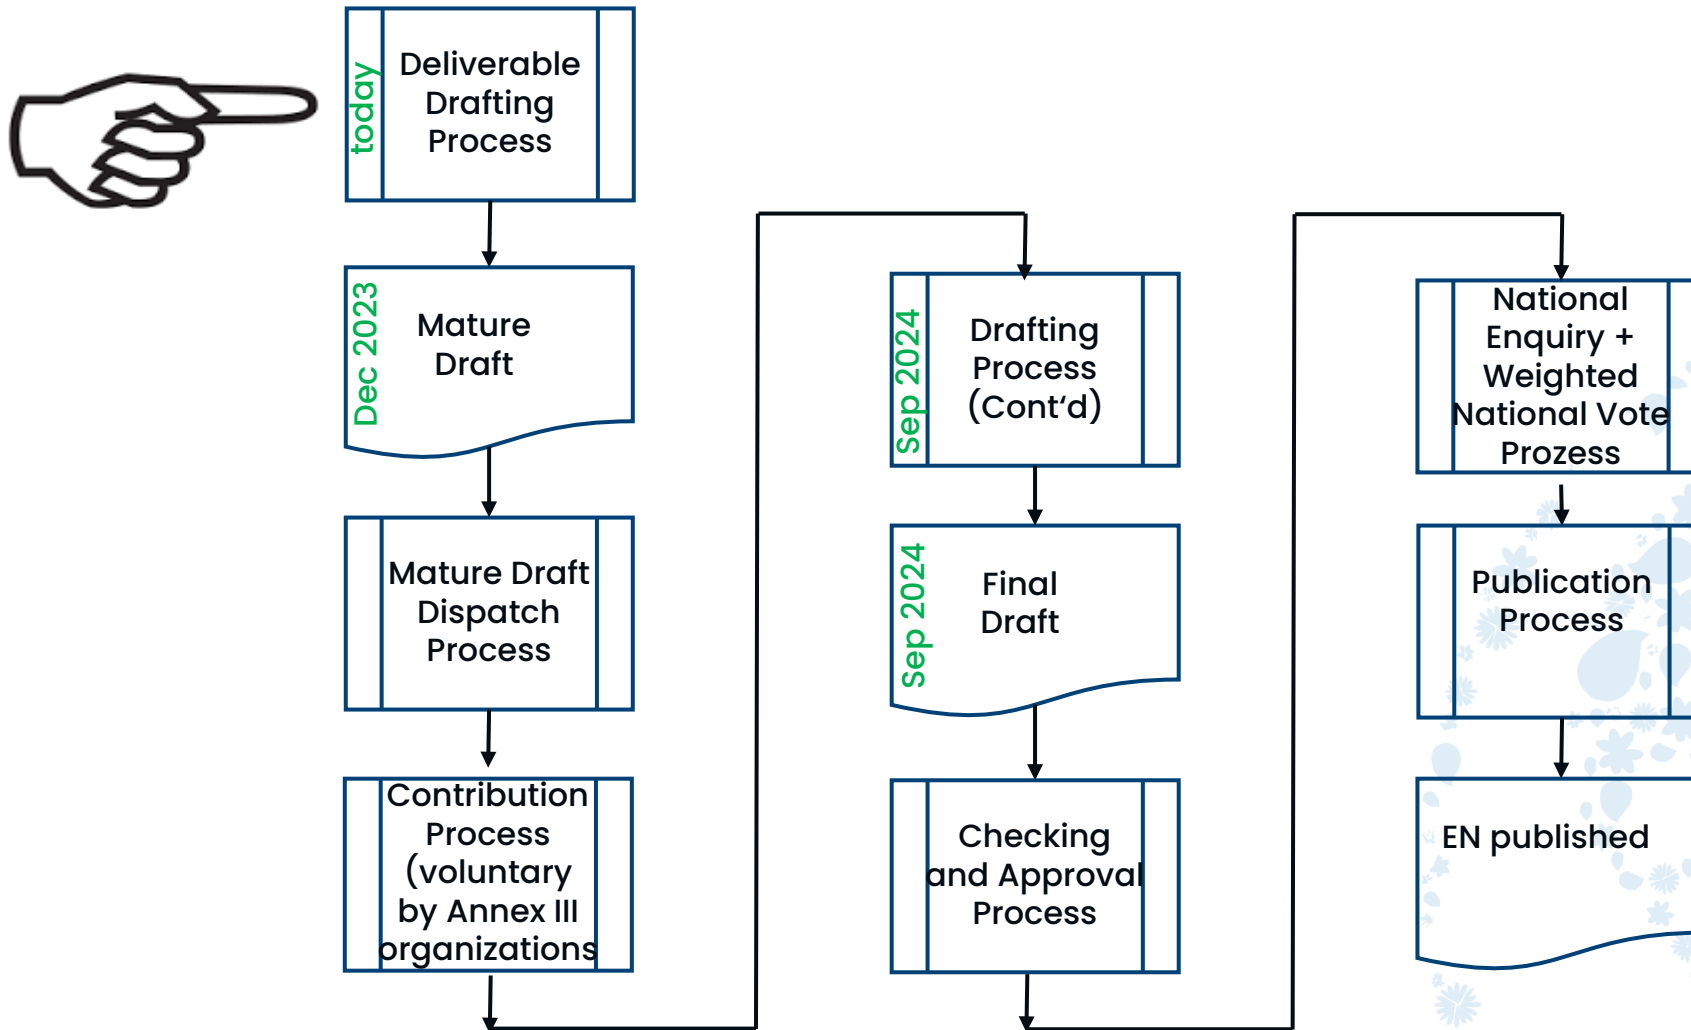 today
Deliverable
Drafting
Process
Dec 2023
Mature
Draft
Mature Draft
Dispatch
Process
Contribution
Process
(voluntary
by Annex III
organizations
Sep 2024
Drafting
Process
(Cont‘d)
Sep 2024
Final
Draft
Checking
and Approval
Process
National
Enquiry +
Weighted
National Vote
Prozess
Publication
Process
EN published